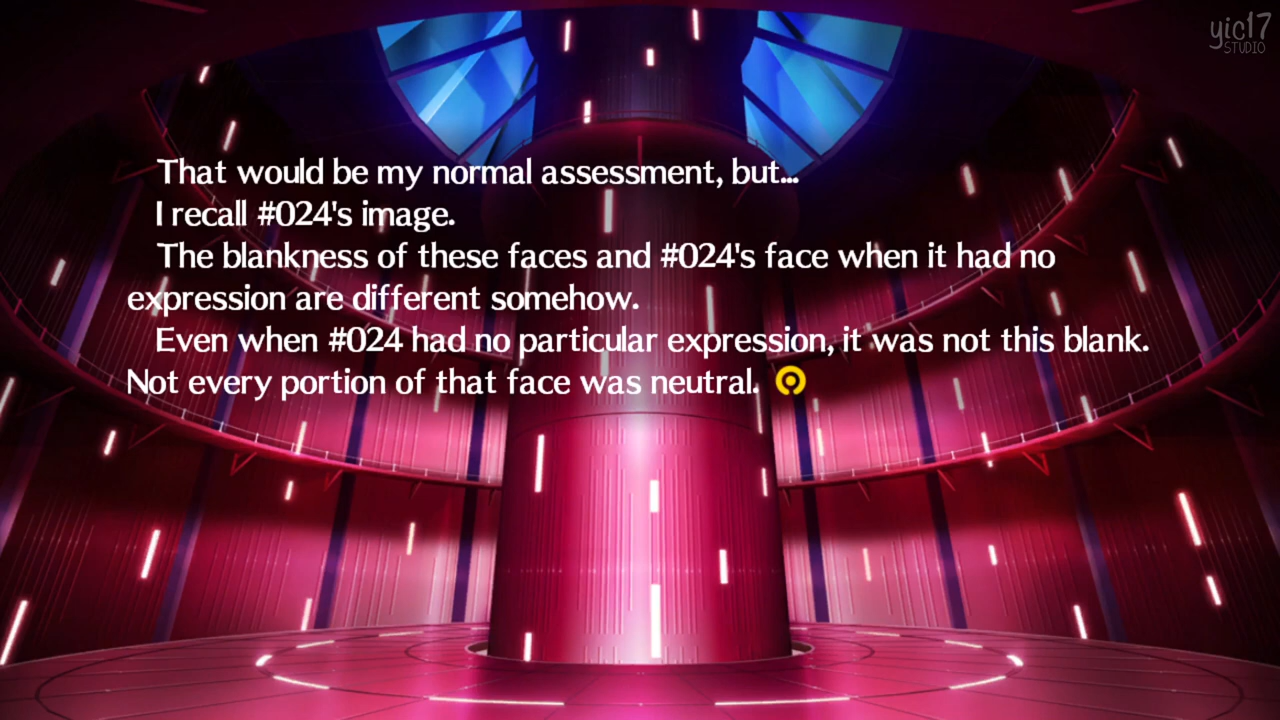 yic17
STUDIO
That would be my normal assessment, but...
I recall #024's image.
The blankness of these faces and #024's face when it had no
expression are different somehow.
Even when #024 had no particular expression, it was not this blank.
Not every portion of that face was neutral.